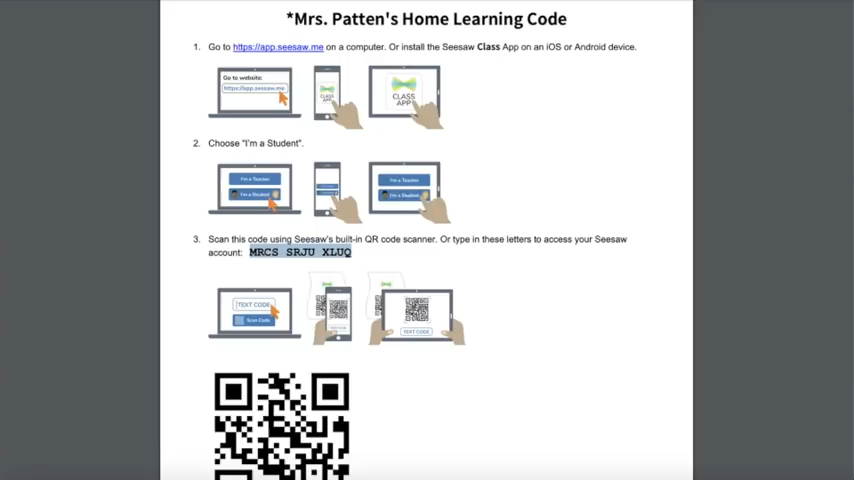 *Mrs. Patten's Home Learning Code
1. Go to https://app.seesaw.me on a computer. Or install the Seesaw Class App on an iOS or Android device.
Go to website:
https://app.seesaw.me
CLASS APP
CLASS
APP
2. Choose "I'm a Student".
I'm a Teacher
I'm a Student
I'm a Teacher
I'm a Student
3. Scan this code using Seesaw's built-in QR code scanner. Or type in these letters to access your Seesaw
account: MRCS SRJU XLUQ
TEXT CODE
Scan Code
TEXT CODE